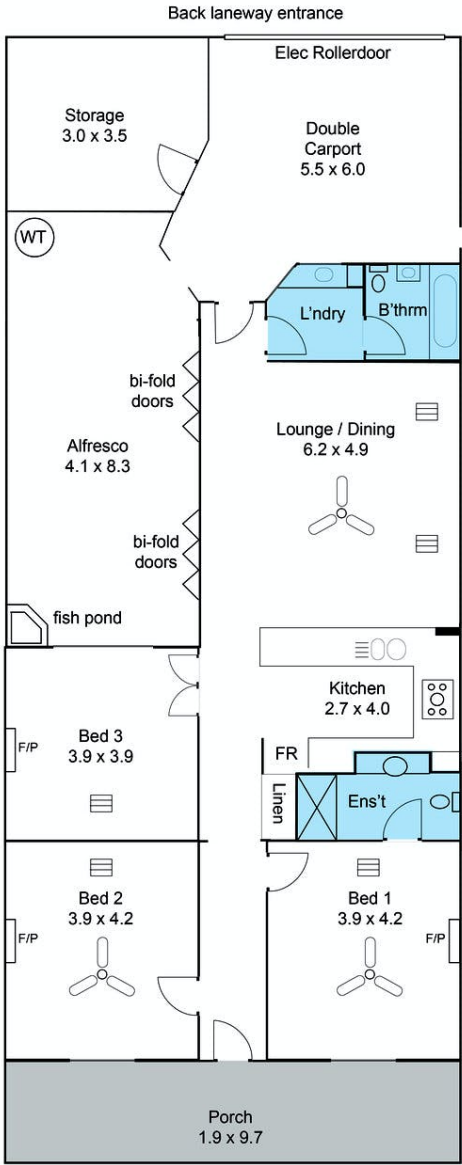 Back laneway entrance
Elec Rollerdoor
Storage
3.0 x 3.5
Double
Carport
5.5 x 6.0
WT
L'ndry
B'thrm
bi-fold
doors
Lounge / Dining
6.2 x 4.9
Alfresco
4.1 x 8.3
bi-fold
doors
fish pond
Kitchen
2.7 x 4.0
Bed 3
3.9 x 3.9
F/P
FR
Linen
Ens't
Bed 2
3.9 x 4.2
F/P
Bed 1
3.9 x 4.2
F/P
Porch
1.9 x 9.7